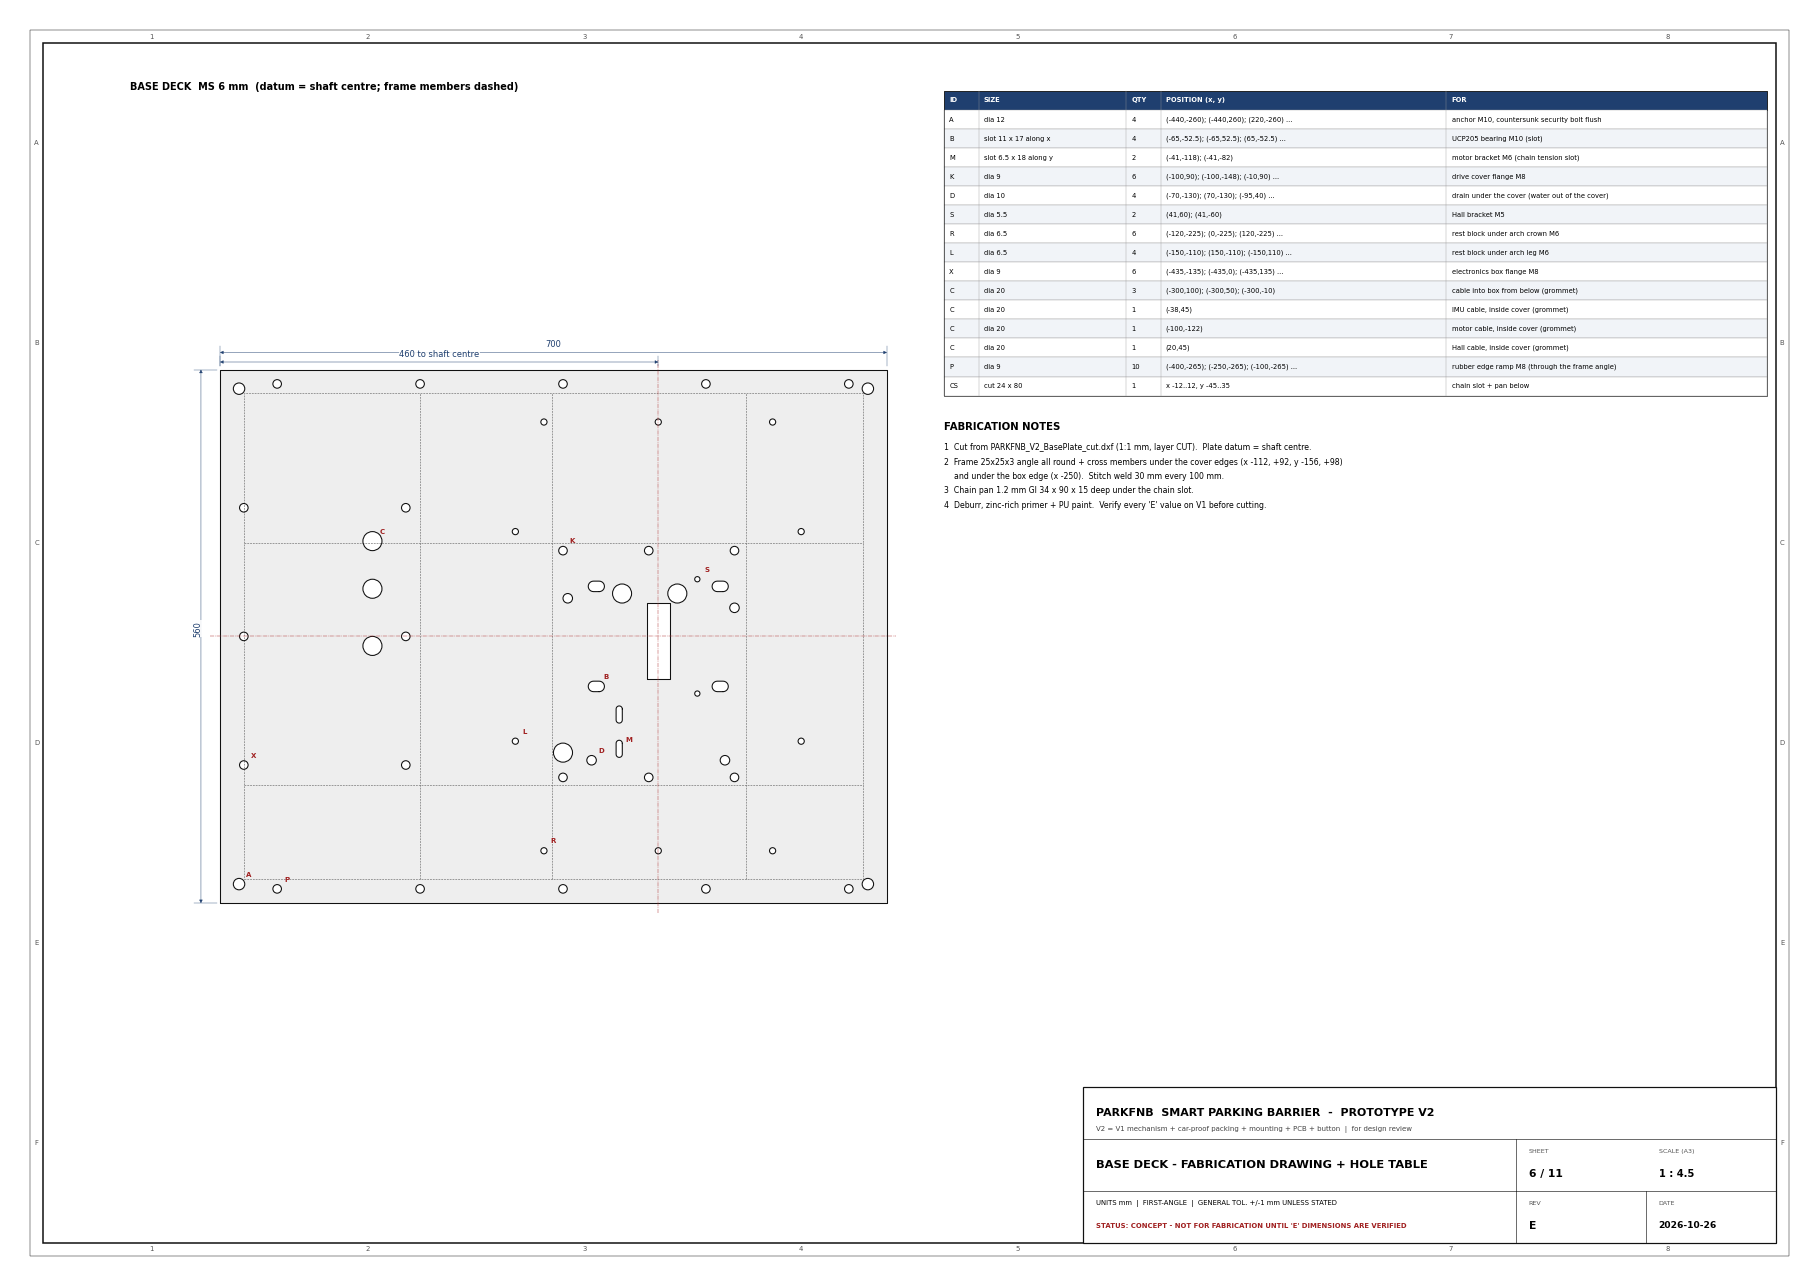 1 2 3 4 5 6 7 8
BASE DECK  MS 6 mm  (datum = shaft centre; frame members dashed)
ID SIZE QTY POSITION (x, y) FOR
A dia 12 4 (-440,-260); (-440,260); (220,-260) ... anchor M10, countersunk security bolt flush
B slot 11 x 17 along x 4 (-65,-52.5); (-65,52.5); (65,-52.5) ... UCP205 bearing M10 (slot)
M slot 6.5 x 18 along y 2 (-41,-118); (-41,-82) motor bracket M6 (chain tension slot)
K dia 9 6 (-100,90); (-100,-148); (-10,90) ... drive cover flange M8
D dia 10 4 (-70,-130); (70,-130); (-95,40) ... drain under the cover (water out of the cover)
S dia 5.5 2 (41,60); (41,-60) Hall bracket M5
R dia 6.5 6 (-120,-225); (0,-225); (120,-225) ... rest block under arch crown M6
L dia 6.5 4 (-150,-110); (150,-110); (-150,110) ... rest block under arch leg M6
X dia 9 6 (-435,-135); (-435,0); (-435,135) ... electronics box flange M8
C dia 20 3 (-300,100); (-300,50); (-300,-10) cable into box from below (grommet)
C dia 20 1 (-38,45) IMU cable, inside cover (grommet)
C dia 20 1 (-100,-122) motor cable, inside cover (grommet)
C dia 20 1 (20,45) Hall cable, inside cover (grommet)
P dia 9 10 (-400,-265); (-250,-265); (-100,-265) ... rubber edge ramp M8 (through the frame angle)
CS cut 24 x 80 1 x -12..12, y -45..35 chain slot + pan below
FABRICATION NOTES
1  Cut from PARKFNB_V2_BasePlate_cut.dxf (1:1 mm, layer CUT).  Plate datum = shaft centre.
2  Frame 25x25x3 angle all round + cross members under the cover edges (x -112, +92, y -156, +98)
and under the box edge (x -250).  Stitch weld 30 mm every 100 mm.
3  Chain pan 1.2 mm GI 34 x 90 x 15 deep under the chain slot.
4  Deburr, zinc-rich primer + PU paint.  Verify every 'E' value on V1 before cutting.
700
460 to shaft centre
560
C
K
S
B
L
M
D
X
R
A
P
A A
B B
C C
D D
E E
F F
PARKFNB  SMART PARKING BARRIER  -  PROTOTYPE V2
V2 = V1 mechanism + car-proof packing + mounting + PCB + button  |  for design review
BASE DECK - FABRICATION DRAWING + HOLE TABLE
SHEET SCALE (A3)
6 / 11 1 : 4.5
UNITS mm  |  FIRST-ANGLE  |  GENERAL TOL. +/-1 mm UNLESS STATED
REV DATE
STATUS: CONCEPT - NOT FOR FABRICATION UNTIL 'E' DIMENSIONS ARE VERIFIED
E 2026-10-26
1 2 3 4 5 6 7 8